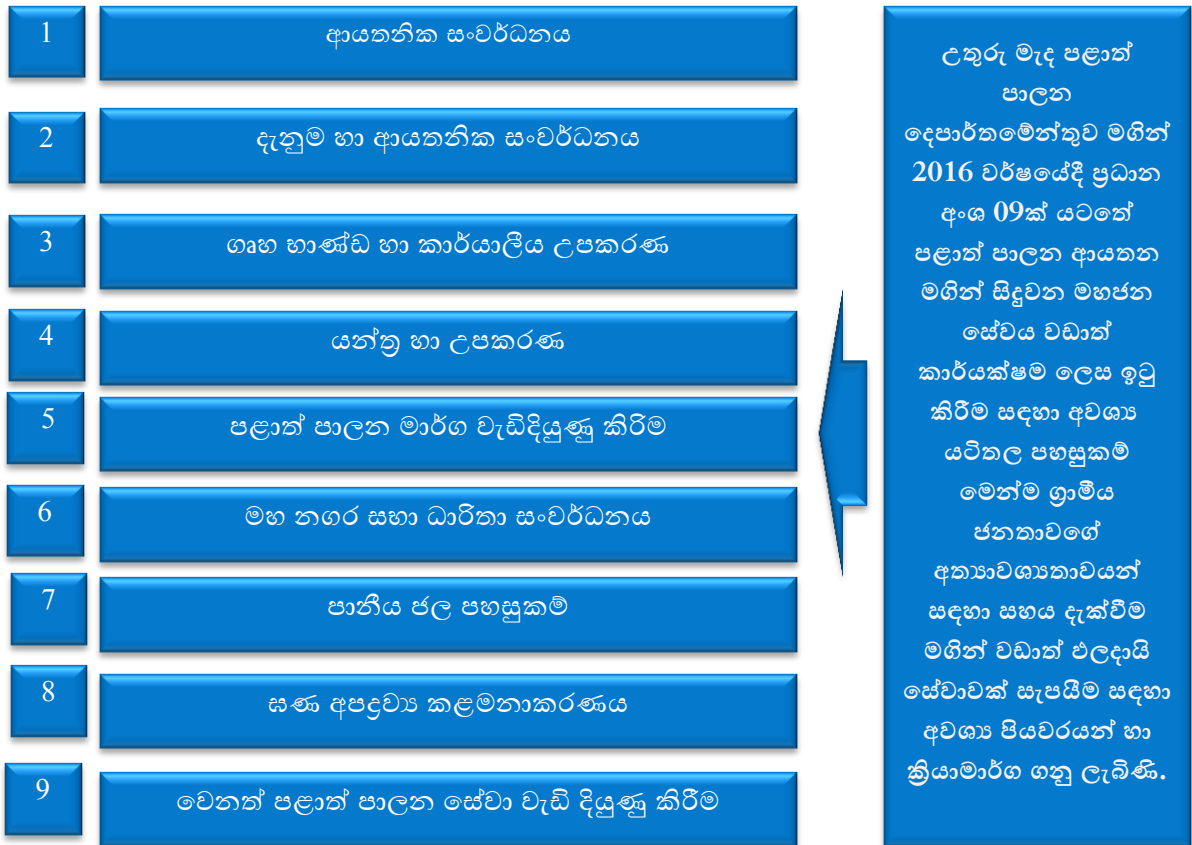 1
ආයතනික සංවර්ධනය
2
දැනුම හා ආයතනික සංවර්ධනය
3
ගෘහ භාණ්ඩ හා කාර්යාලීය උපකරණ
4
යන්ත්‍ර හා උපකරණ
5
පළාත් පාලන මාර්ග වැඩිදියුණු කිරිම
6
මහ නගර සභා ධාරිතා සංවර්ධනය
7
පානීය ජල පහසුකම්
8
ඝණ අපද්‍රව්‍ය කළමනාකරණය
9
වෙනත් පළාත් පාලන සේවා වැඩි දියුණු කිරීම
උතුරු මැද පළාත්
පාලන
දෙපාර්තමේන්තුව මගින්
2016 වර්ෂයේදී ප්‍රධාන
අංශ 09ක් යටතේ
පළාත් පාලන ආයතන
මගින් සිදුවන මහජන
සේවය වඩාත්
කාර්යක්ෂම ලෙස ඉටු
කිරීම සඳහා අවශ්‍ය
යටිතල පහසුකම්
මෙන්ම ග්‍රාමීය
ජනතාවගේ
අත්‍යාවශ්‍යතාවයන්
සඳහා සහය දැක්වීම
මගින් වඩාත් ඵලදායි
සේවාවක් සැපයීම සඳහා
අවශ්‍ය පියවරයන් හා
ක්‍රියාමාර්ග ගනු ලැබිණි.